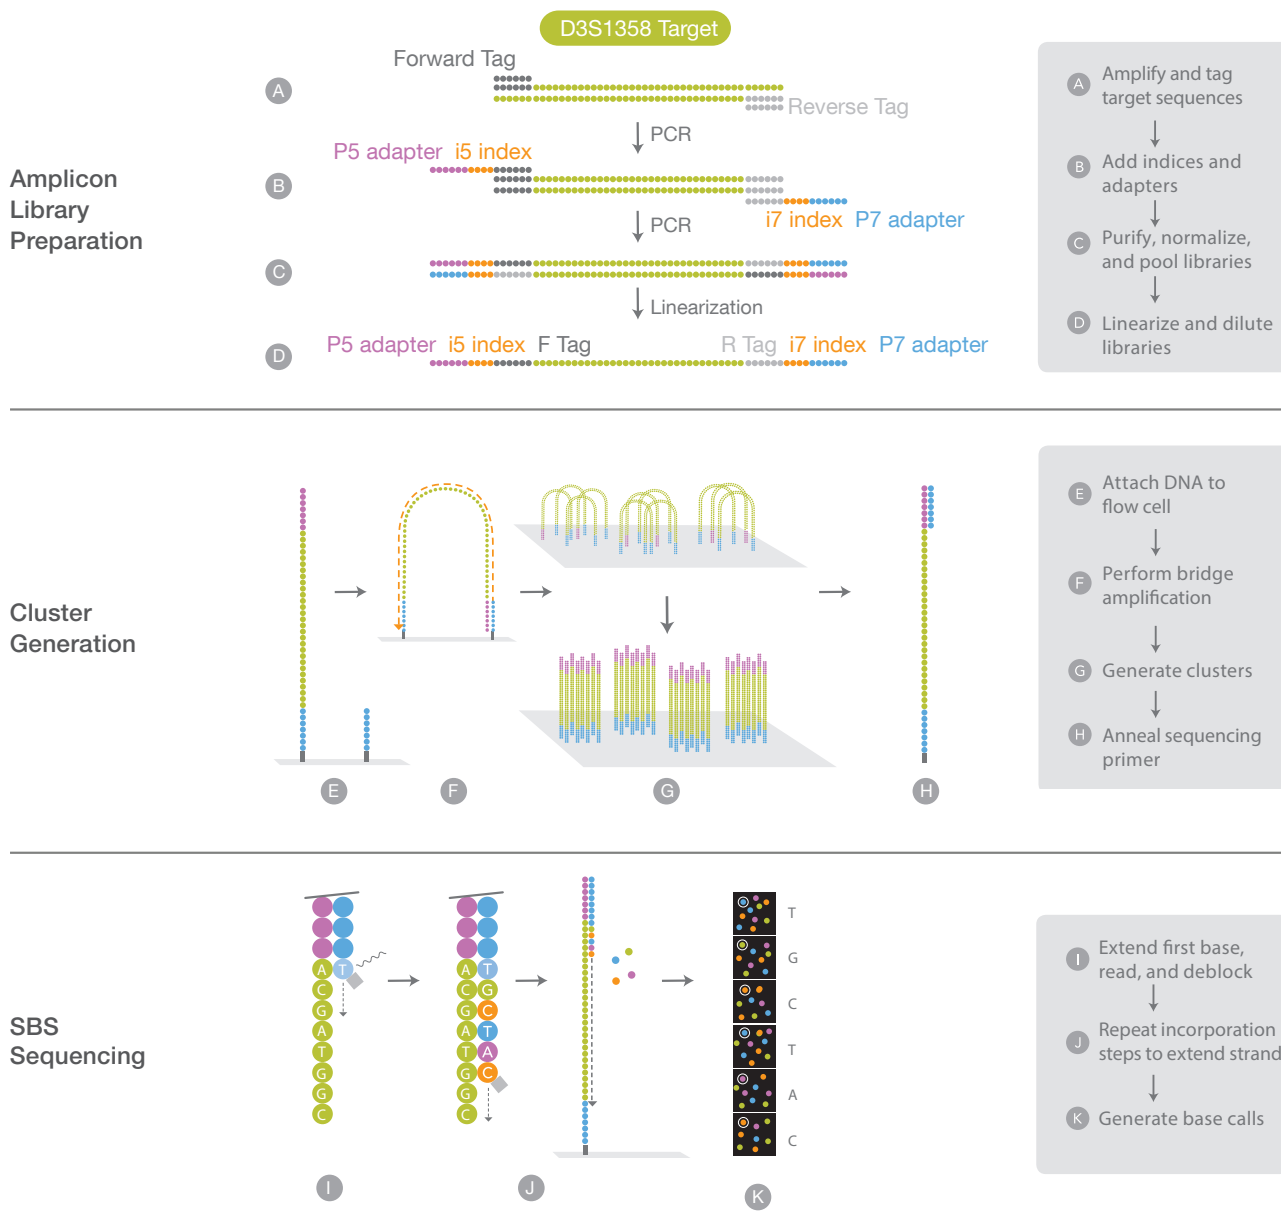 D3S1358 Target
Forward Tag
A
Reverse Tag
PCR
P5 adapter i5 index
B
i7 index P7 adapter
PCR
C
Linearization
P5 adapter i5 index F Tag R Tag i7 index P7 adapter
D
Amplicon
Library
Preparation
A Amplify and tag
target sequences
B Add indices and
adapters
C Purify, normalize,
and pool libraries
D Linearize and dilute
libraries
Cluster
Generation
E
F
G
H
E Attach DNA to
flow cell
F Perform bridge
amplification
G Generate clusters
H Anneal sequencing
primer
SBS
Sequencing
A T
C
G
A
T
G
G
C
I
A T
C G
G C
A T
T A
G C
G
C
J
T
G
C
T
A
C
K
I Extend first base,
read, and deblock
J Repeat incorporation
steps to extend strand
K Generate base calls